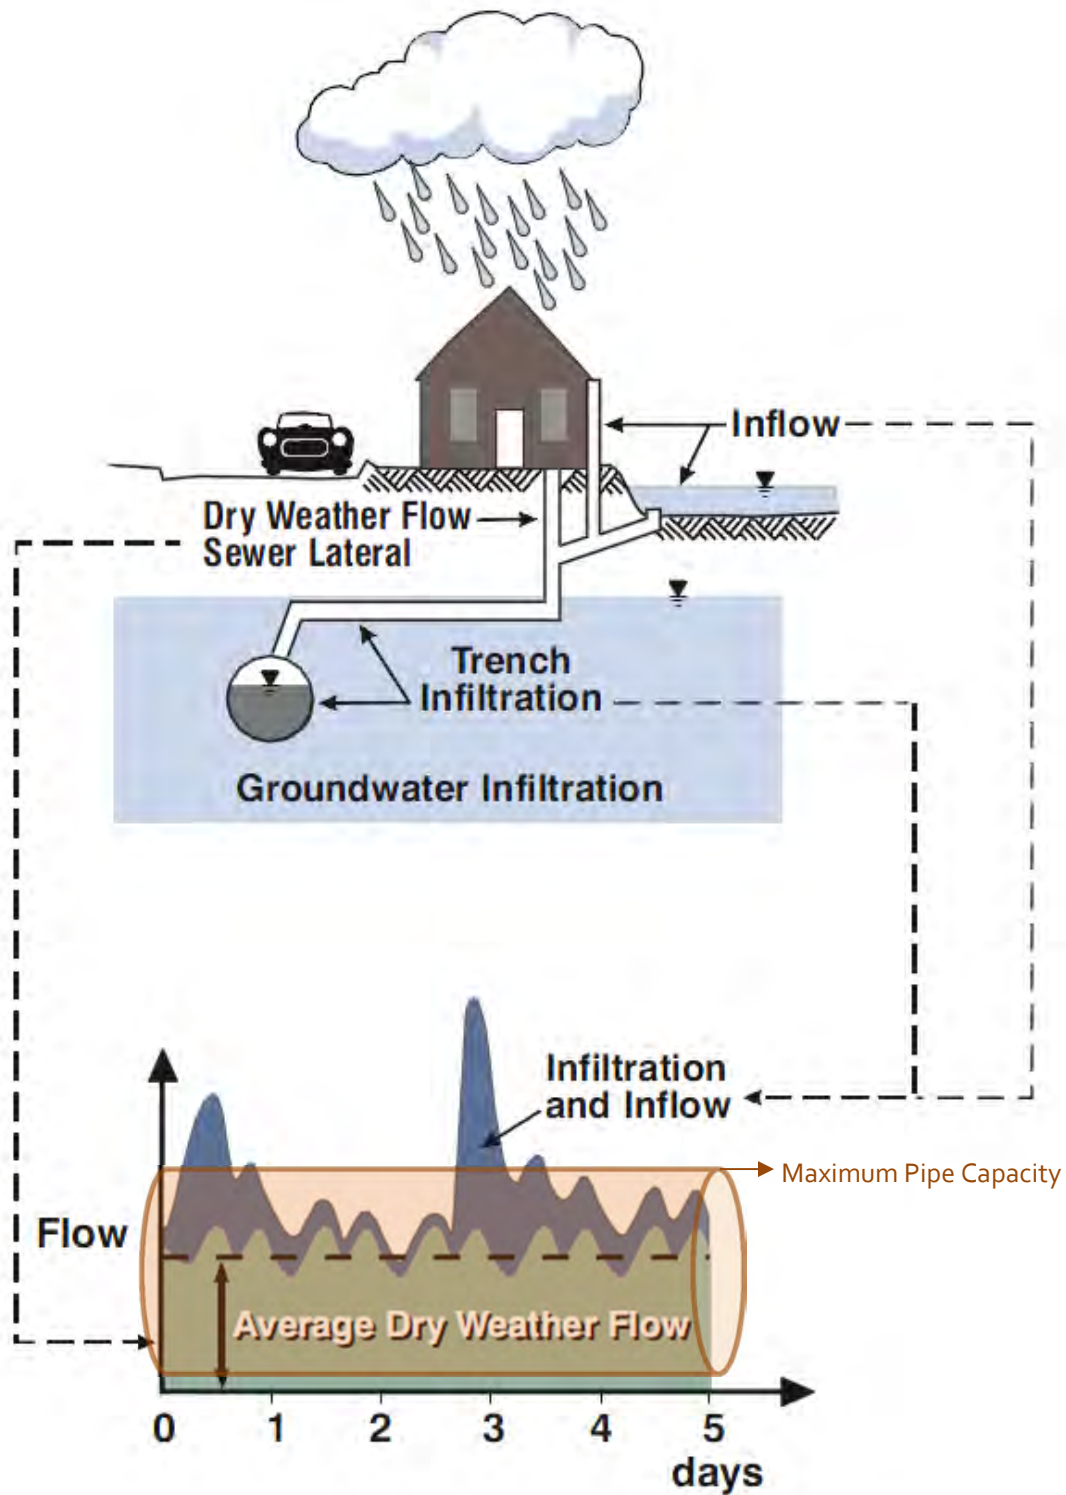 Inflow
Dry Weather Flow
Sewer Lateral
Trench
Infiltration
Groundwater Infiltration
Infiltration
and Inflow
Maximum Pipe Capacity
Flow
Average Dry Weather Flow
0 1 2 3 4 5
days